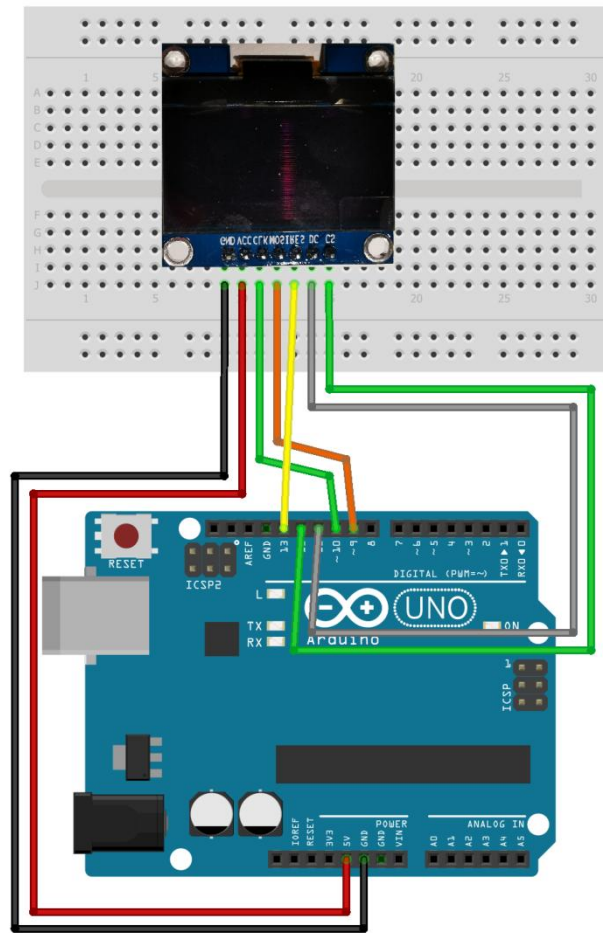 1 5 20 25 30
A
B
C
D
E
F
G
H
I
J
GND VCC CLK MOSI RES DC CS
1 5 20 25 30
RESET
ICSP2
AREF
GND
13
~10
~9
8
7
~6
~5
4
~3
2
TX0 ▶ 1
RX0 ◀ 0
DIGITAL (PWM=~)
L
TX
RX
UNO
ON
Arduino
1
ICSP
POWER
ANALOG IN
IOREF
RESET
3V3
5V
GND
GND
VIN
A0
A1
A2
A3
A4
A5